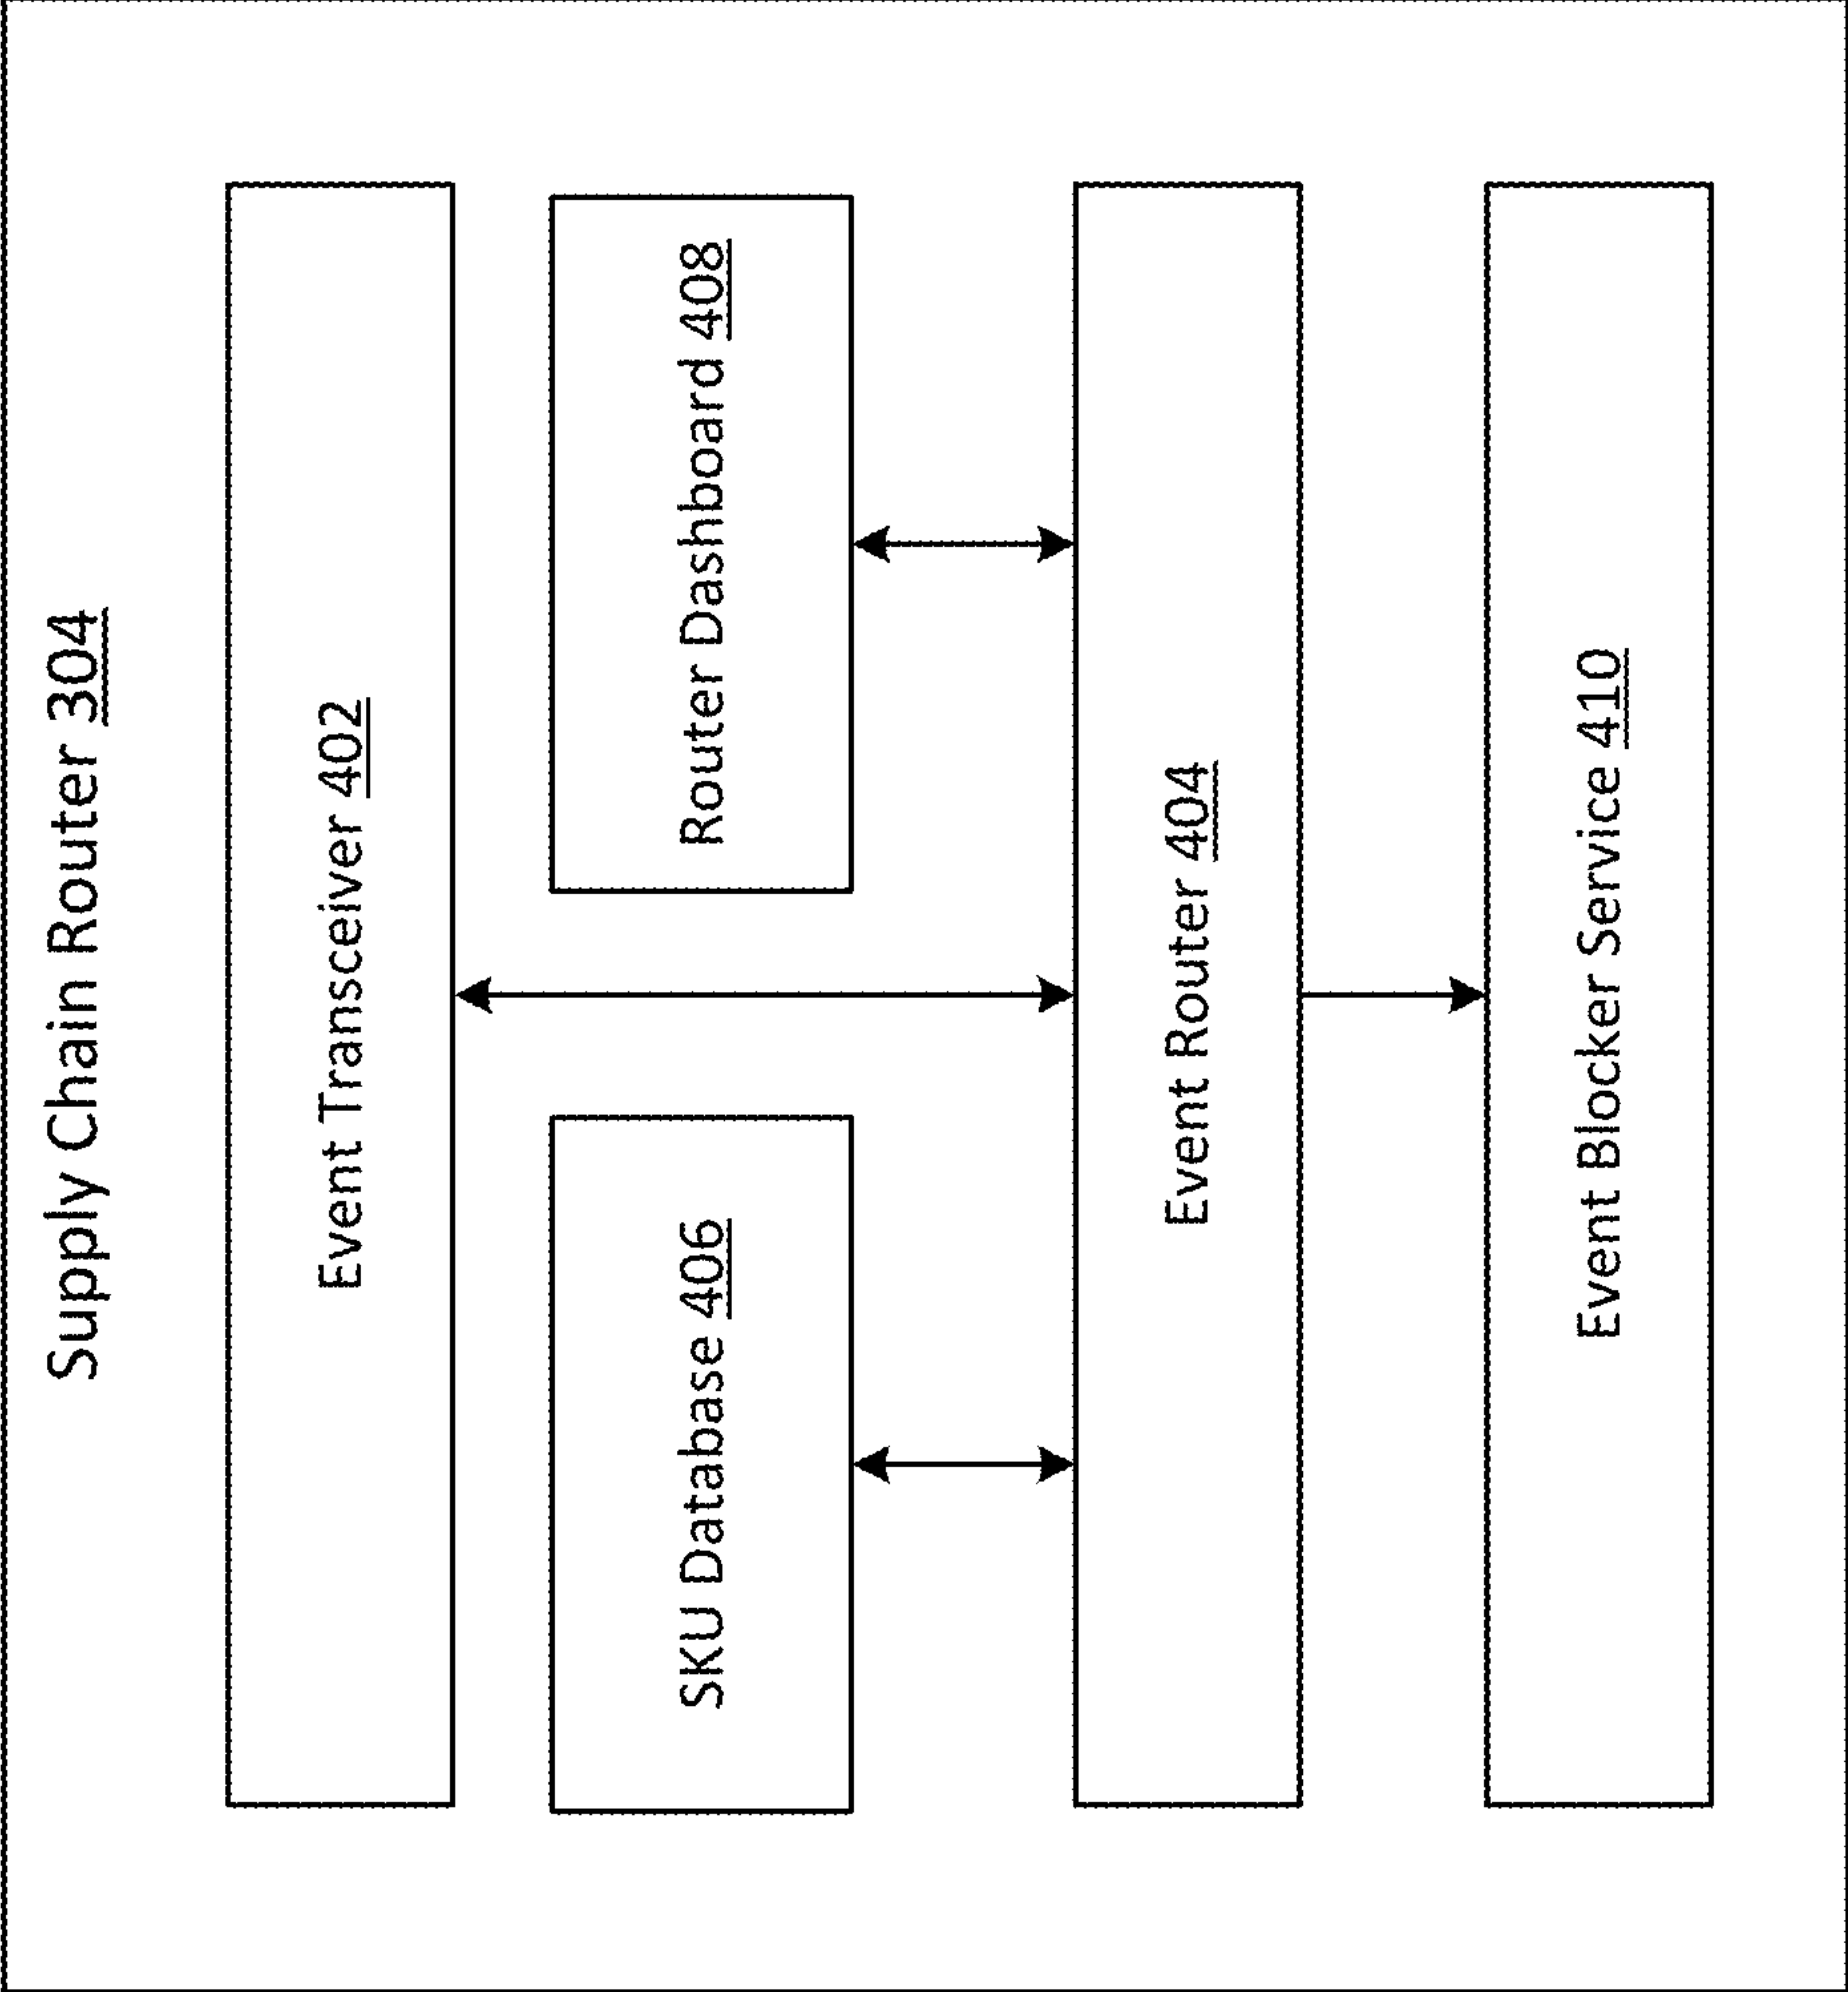 Supply Chain Router 304
Event Transceiver 402
SKU Database 406
Router Dashboard 408
Event Router 404
Event Blocker Service 410